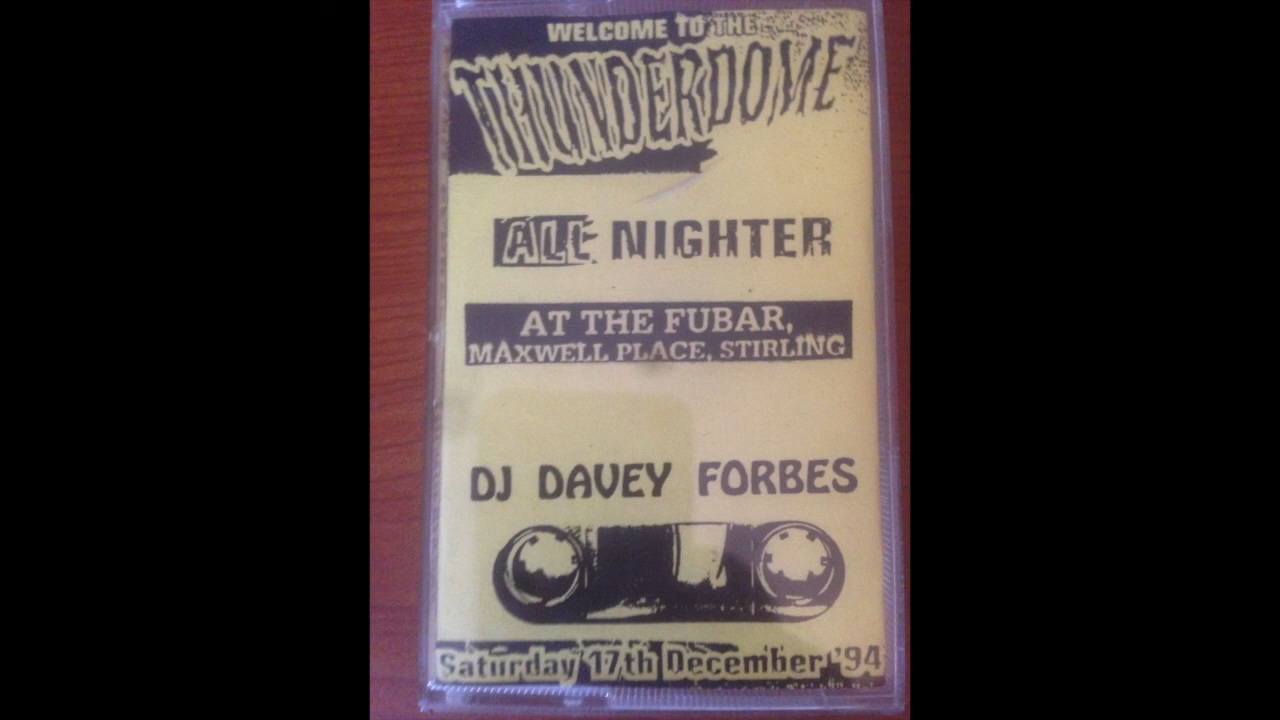 WELCOME TO THE
THUNDERDOME
ALL NIGHTER
AT THE FUBAR,
MAXWELL PLACE, STIRLING
DJ DAVEY FORBES
Saturday 17th December '94